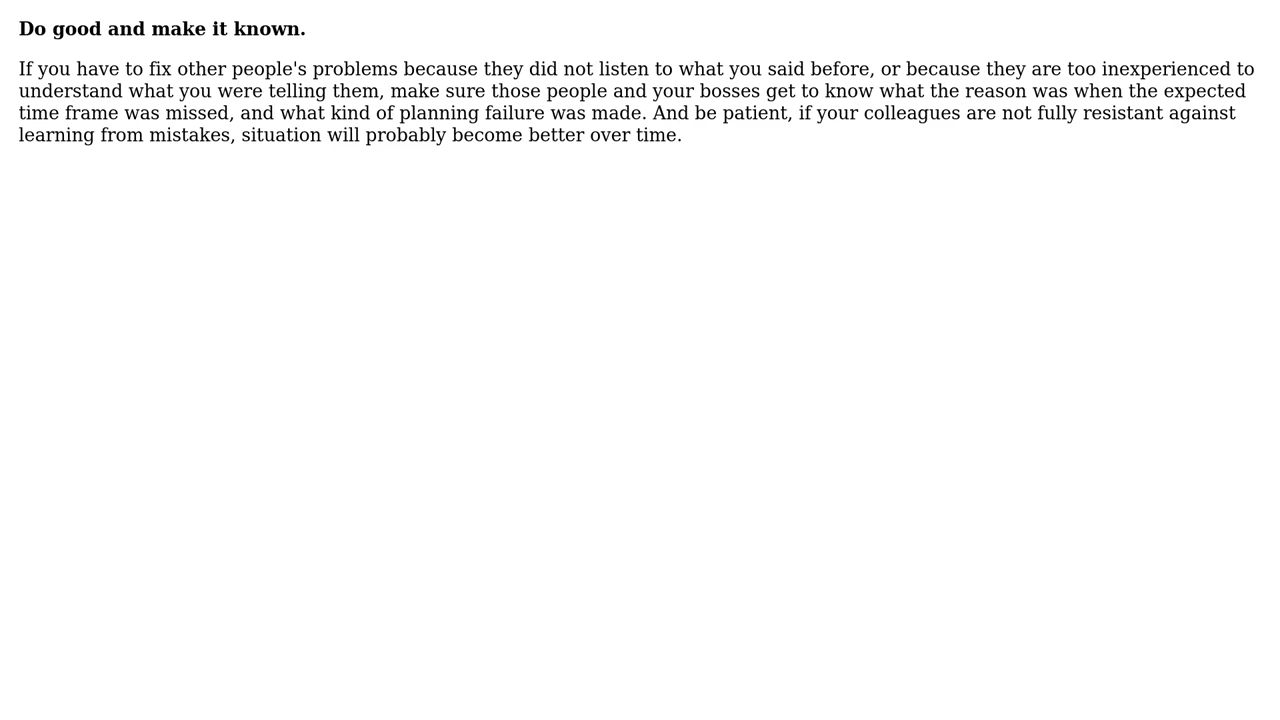 Do good and make it known.
If you have to fix other people's problems because they did not listen to what you said before, or because they are too inexperienced to
understand what you were telling them, make sure those people and your bosses get to know what the reason was when the expected
time frame was missed, and what kind of planning failure was made. And be patient, if your colleagues are not fully resistant against
learning from mistakes, situation will probably become better over time.